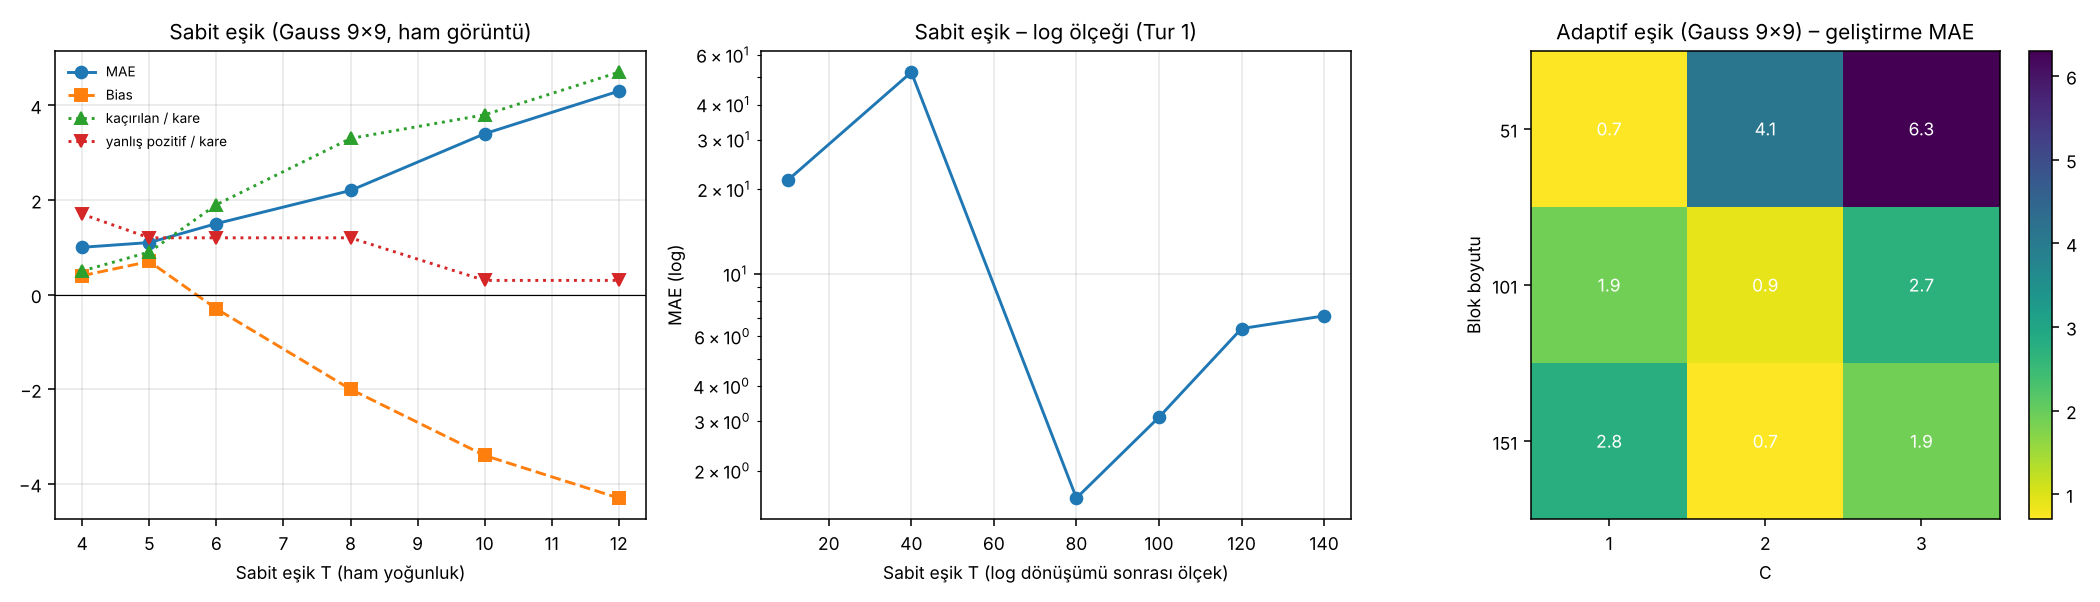 Sabit eşik (Gauss 9×9, ham görüntü)
MAE
Bias
kaçırılan / kare
yanlış pozitif / kare
4
2
0
−2
−4
4 5 6 7 8 9 10 11 12
Sabit eşik T (ham yoğunluk)
Sabit eşik – log ölçeği (Tur 1)
MAE (log)
6 × 10¹
4 × 10¹
3 × 10¹
2 × 10¹
10¹
6 × 10⁰
4 × 10⁰
3 × 10⁰
2 × 10⁰
20 40 60 80 100 120 140
Sabit eşik T (log dönüşümü sonrası ölçek)
Adaptif eşik (Gauss 9×9) – geliştirme MAE
Blok boyutu
51 0.7 4.1 6.3
101 1.9 0.9 2.7
151 2.8 0.7 1.9
1 2 3
C
6
5
4
3
2
1